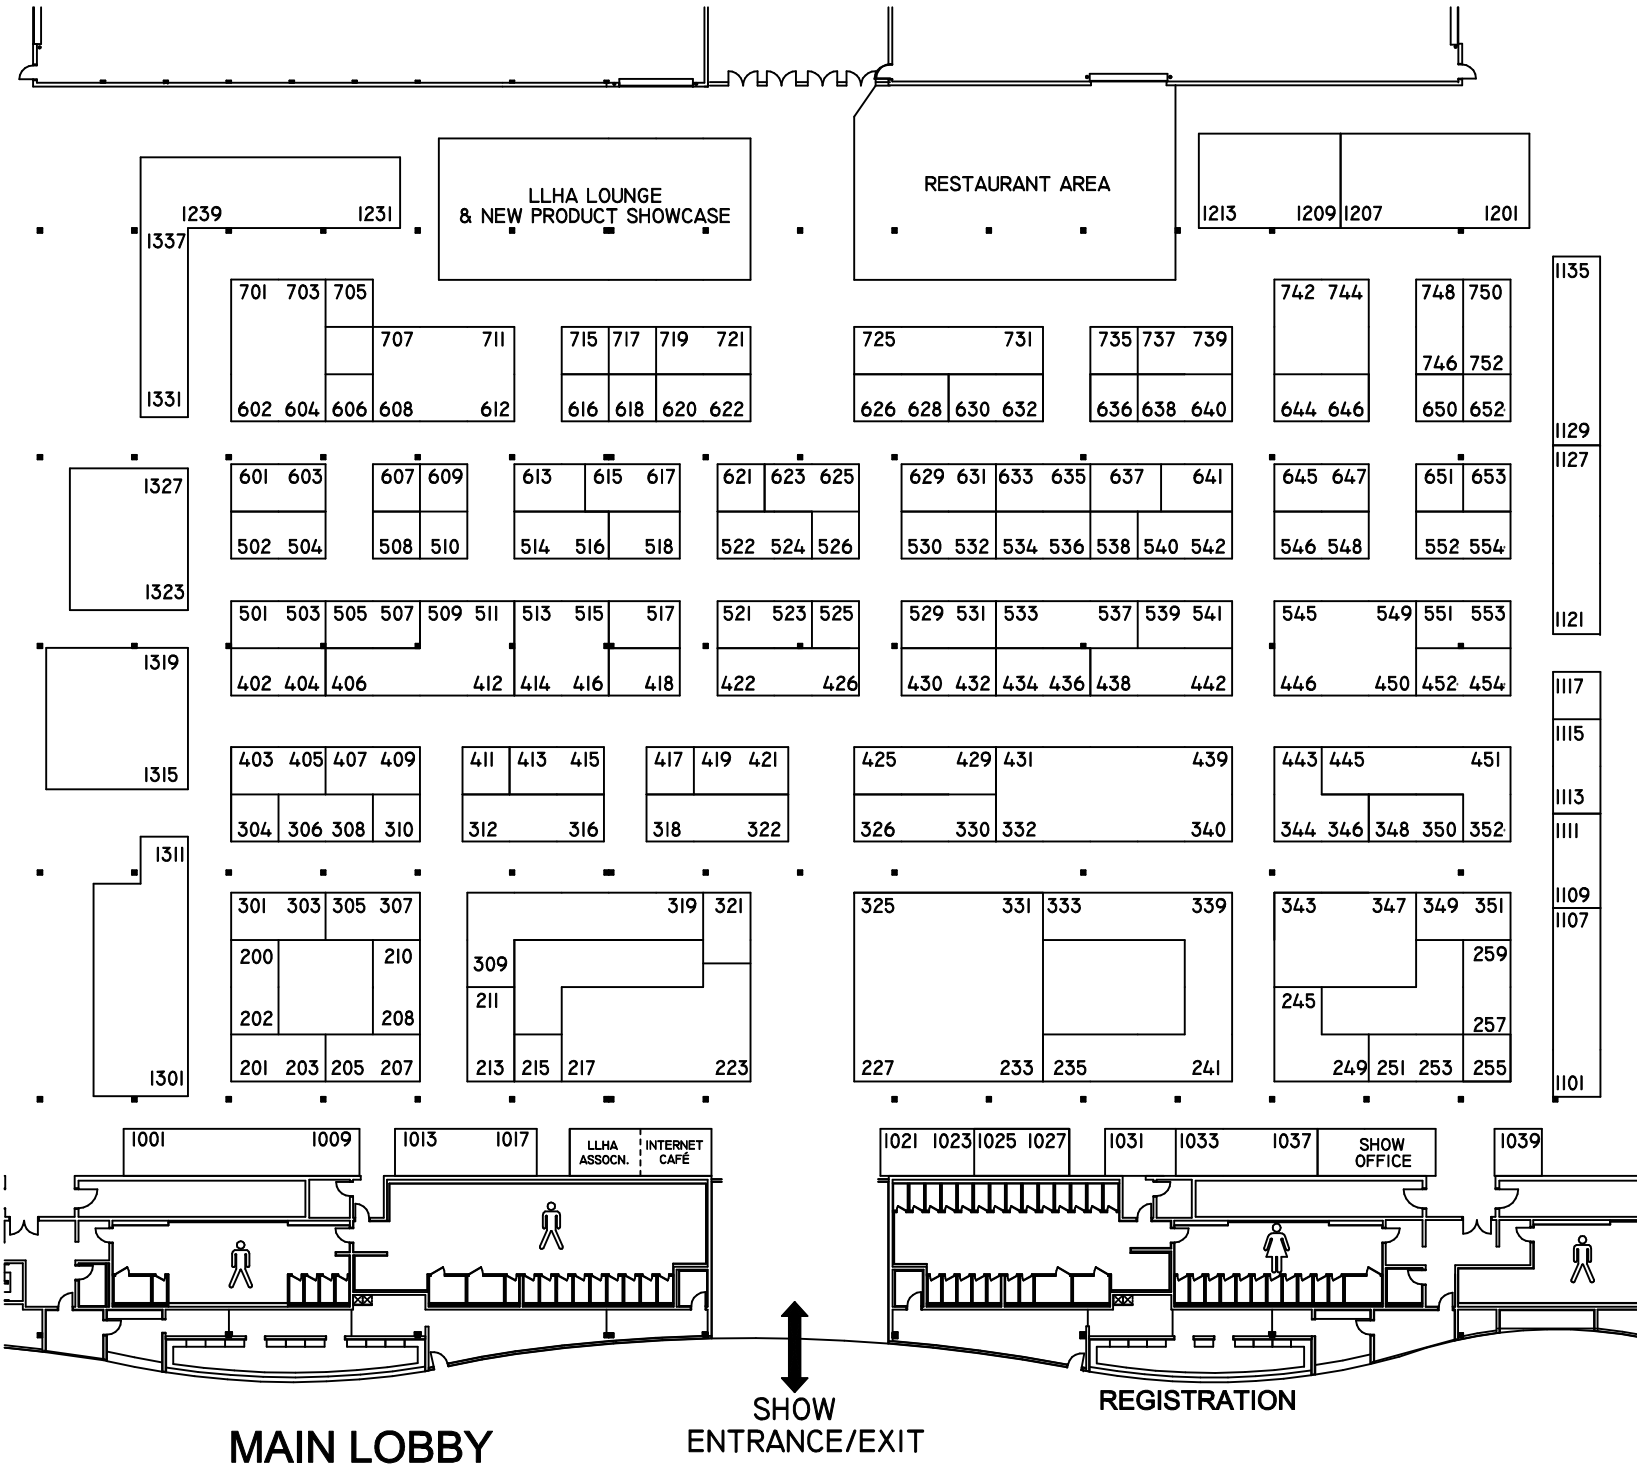 LLHA LOUNGE
& NEW PRODUCT SHOWCASE
RESTAURANT AREA
1239 1231
1213 1209 1207 1201
1337
1331
701 703 705
742 744 748 750
1135
707 711 715 717 719 721 725 731 735 737 739
746 752
602 604 606 608 612 616 618 620 622 626 628 630 632 636 638 640 644 646 650 652
1129
1127
601 603 607 609 613 615 617 621 623 625 629 631 633 635 637 641 645 647 651 653
1327
502 504 508 510 514 516 518 522 524 526 530 532 534 536 538 540 542 546 548 552 554
1323
501 503 505 507 509 511 513 515 517 521 523 525 529 531 533 537 539 541 545 549 551 553
1121
1319
402 404 406 412 414 416 418 422 426 430 432 434 436 438 442 446 450 452 454
1117
1115
403 405 407 409 411 413 415 417 419 421 425 429 431 439 443 445 451
1315
1113
304 306 308 310 312 316 318 322 326 330 332 340 344 346 348 350 352
1111
1311
1109
301 303 305 307 319 321 325 331 333 339 343 347 349 351
1107
200 210 309 259
211 245
202 208 257
201 203 205 207 213 215 217 223 227 233 235 241 249 251 253 255
1301
1101
1001 1009 1013 1017
LLHA
ASSOCN.
INTERNET
CAFÉ
1021 1023 1025 1027 1031 1033 1037
SHOW
OFFICE
1039
SHOW
ENTRANCE/EXIT
REGISTRATION
MAIN LOBBY